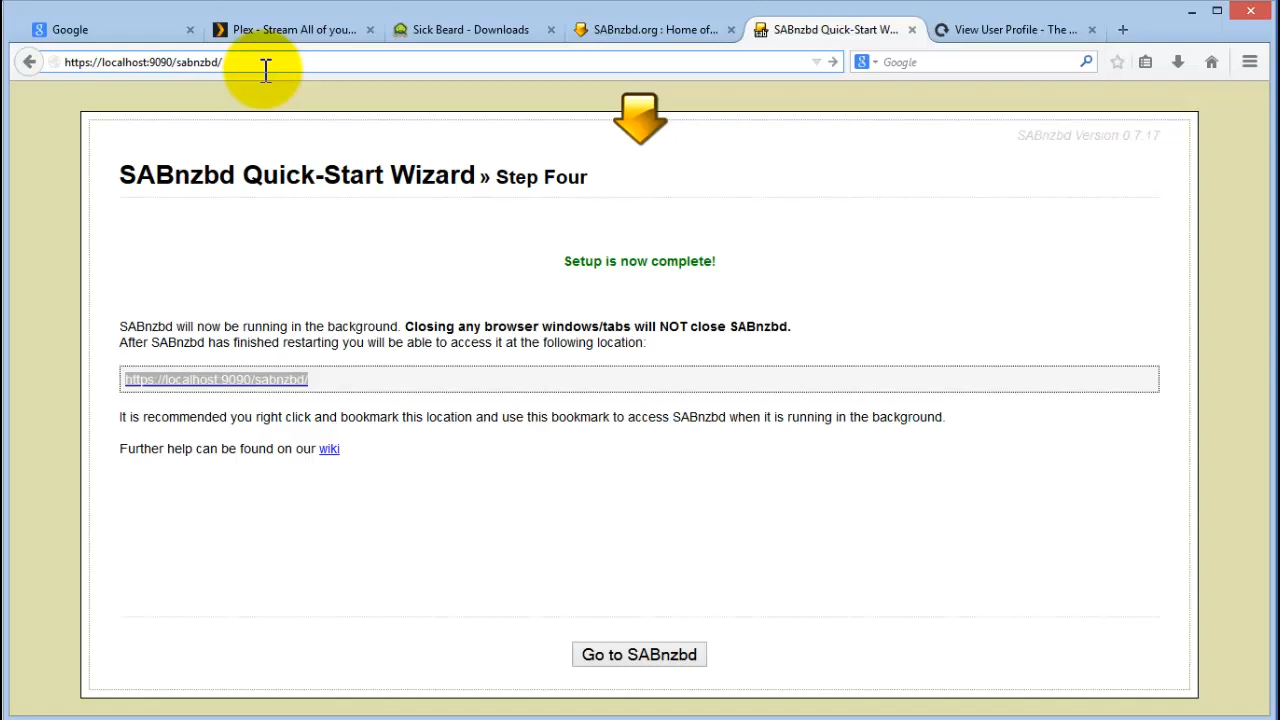 Google
Plex - Stream All of you...
Sick Beard - Downloads
SABnzbd.org : Home of...
SABnzbd Quick-Start W...
View User Profile - The ...
https://localhost:9090/sabnzbd/
Google
SABnzbd Version 0.7.17
SABnzbd Quick-Start Wizard » Step Four
Setup is now complete!
SABnzbd will now be running in the background. Closing any browser windows/tabs will NOT close SABnzbd.
After SABnzbd has finished restarting you will be able to access it at the following location:
https://localhost:9090/sabnzbd/
It is recommended you right click and bookmark this location and use this bookmark to access SABnzbd when it is running in the background.
Further help can be found on our wiki
Go to SABnzbd